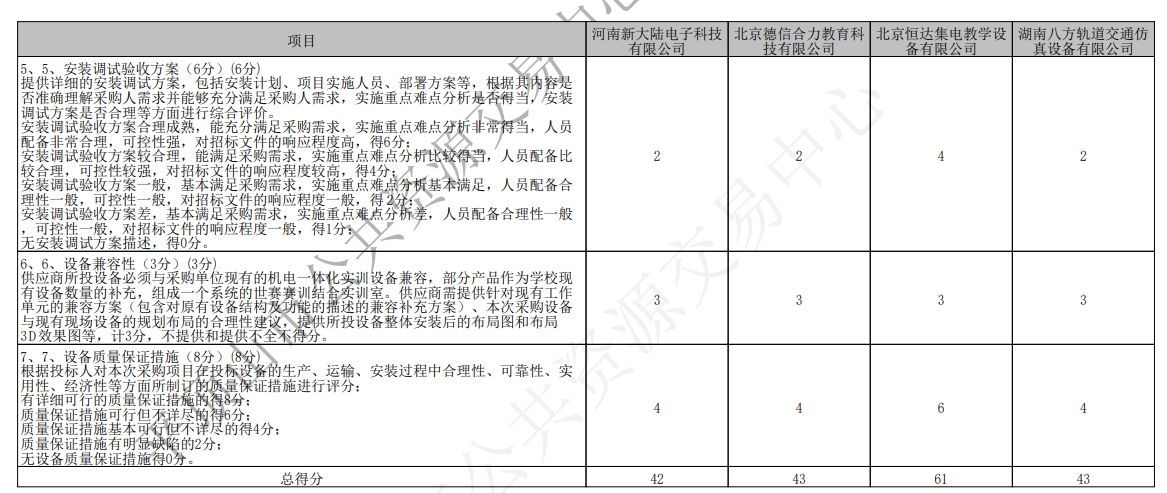 项目
河南新大陆电子科技
有限公司
北京德信合力教育科
技有限公司
北京恒达集电教学设
备有限公司
湖南八方轨道交通仿
真设备有限公司
5、5、安装调试验收方案（6分）(6分)
提供详细的安装调试方案，包括安装计划、项目实施人员、部署方案等，根据其内容是
否准确理解采购人需求并能够充分满足采购人需求，实施重点难点分析是否得当，安装
调试方案是否合理等方面进行综合评价。
安装调试验收方案合理成熟，能充分满足采购需求，实施重点难点分析非常得当，人员
配备非常合理，可控性强，对招标文件的响应程度高，得6分；
安装调试验收方案较合理，能满足采购需求，实施重点难点分析比较得当，人员配备比
较合理，可控性较强，对招标文件的响应程度较高，得4分；
安装调试验收方案一般，基本满足采购需求，实施重点难点分析基本满足，人员配备合
理性一般，可控性一般，对招标文件的响应程度一般，得2分；
安装调试验收方案差，基本满足采购需求，实施重点难点分析差，人员配备合理性一般
，可控性一般，对招标文件的响应程度一般，得1分；
无安装调试方案描述，得0分。
2
2
4
2
6、6、设备兼容性（3分）(3分)
供应商所投设备必须与采购单位现有的机电一体化实训设备兼容，部分产品作为学校现
有设备数量的补充，组成一个系统的世赛赛训结合实训室。供应商需提供针对现有工作
单元的兼容方案（包含对原有设备结构及功能的描述的兼容补充方案）、本次采购设备
与现有现场设备的规划布局的合理性建议；提供所投设备整体安装后的布局图和布局
3D效果图等，计3分，不提供和提供不全不得分。
3
3
3
3
7、7、设备质量保证措施（8分）(8分)
根据投标人对本次采购项目在投标设备的生产、运输、安装过程中合理性、可靠性、实
用性、经济性等方面所制订的质量保证措施进行评分；
有详细可行的质量保证措施的得8分；
质量保证措施可行但不详尽的得6分；
质量保证措施基本可行但不详尽的得4分；
质量保证措施有明显缺陷的2分；
无设备质量保证措施得0分。
4
4
6
4
总得分
42
43
61
43